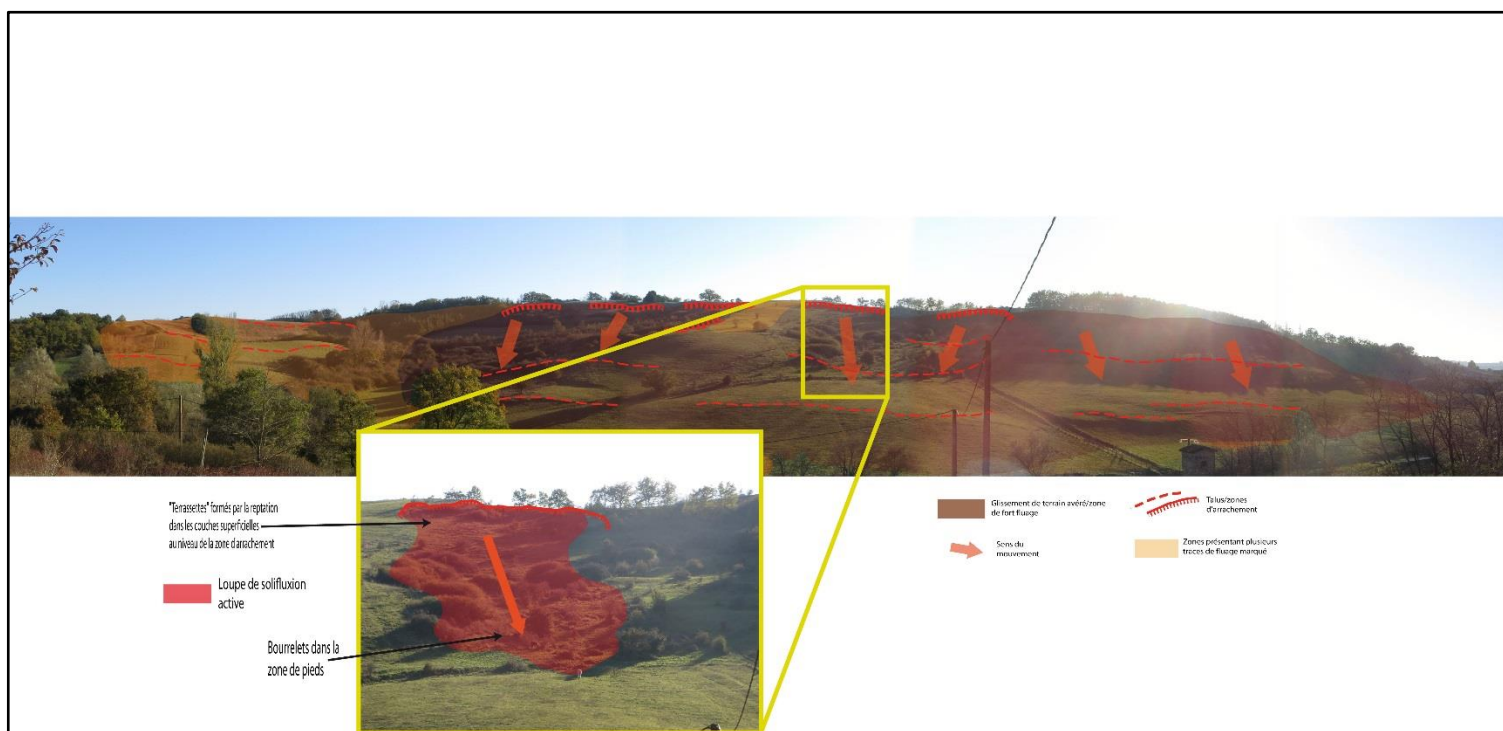 "Terrassettes" formés par la reptation
dans les couches superficielles
au niveau de la zone d'arrachement
Loupe de solifluxion
active
Bourrelets dans la
zone de pieds
Glissement de terrain avéré/zone
de fort fluage
Sens du
mouvement
Talus/zones
d'arrachement
Zones présentant plusieurs
traces de fluage marqué